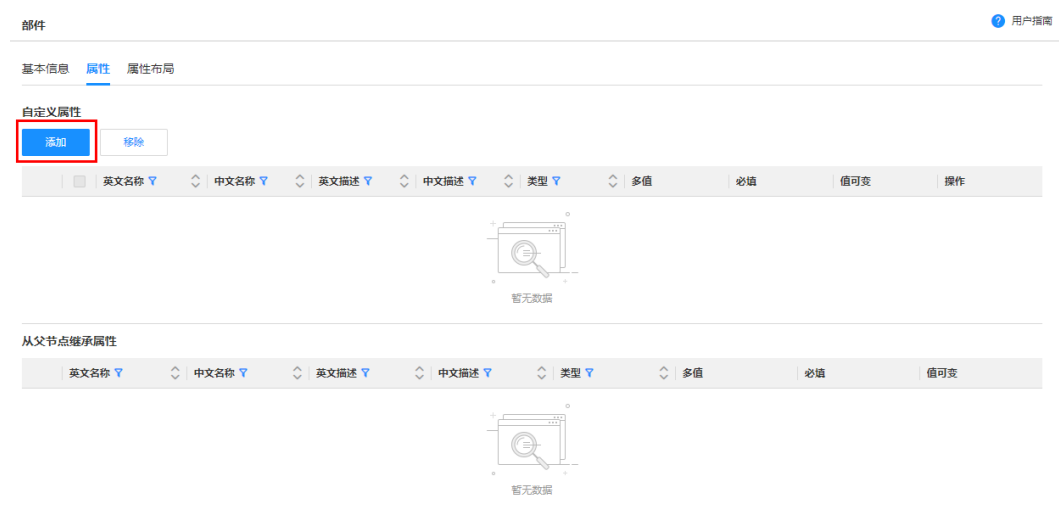 部件
? 用户指南
基本信息 属性 属性布局
自定义属性
添加 移除
英文名称 中文名称 英文描述 中文描述 类型 多值 必填 值可变 操作
暂无数据
从父节点继承属性
英文名称 中文名称 英文描述 中文描述 类型 多值 必填 值可变
暂无数据